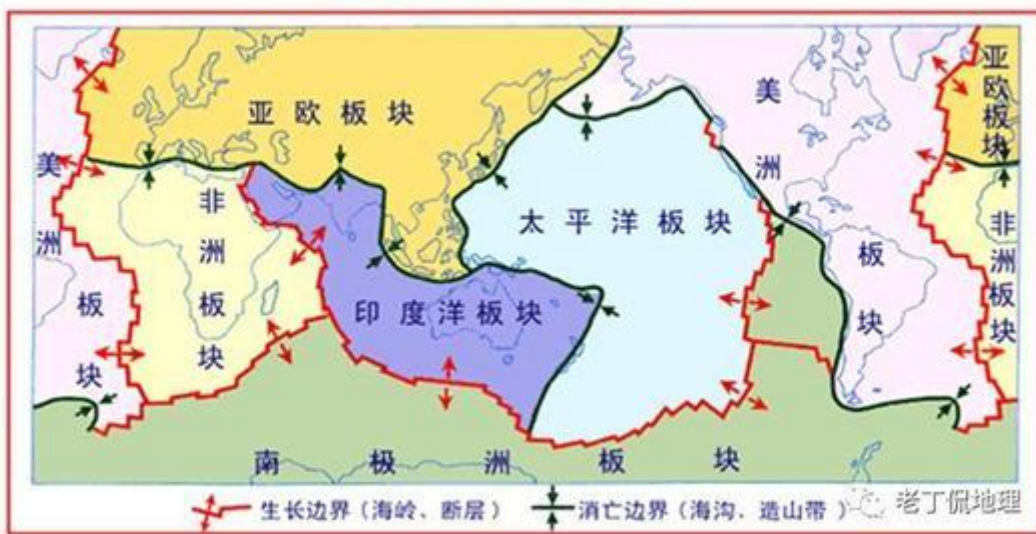 亚欧板块
美洲板块
非洲板块
印度洋板块
太平洋板块
美洲板块
亚欧板块
非洲板块
南极洲板块
生长边界（海岭、断层）
消亡边界（海沟、造山带）
老丁侃地理